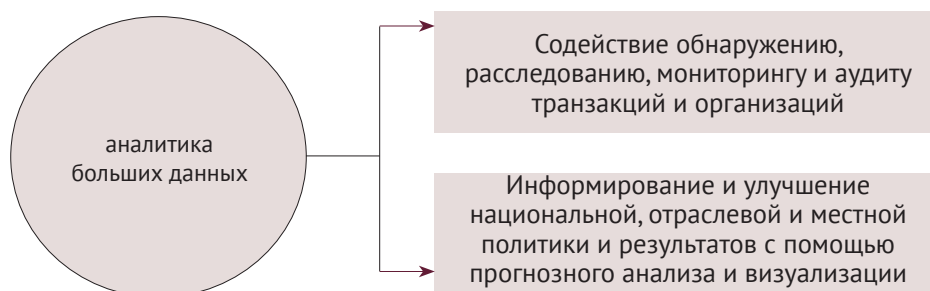 аналитика
больших данных
Содействие обнаружению,
расследованию, мониторингу и аудиту
транзакций и организаций
Информирование и улучшение
национальной, отраслевой и местной
политики и результатов с помощью
прогнозного анализа и визуализации